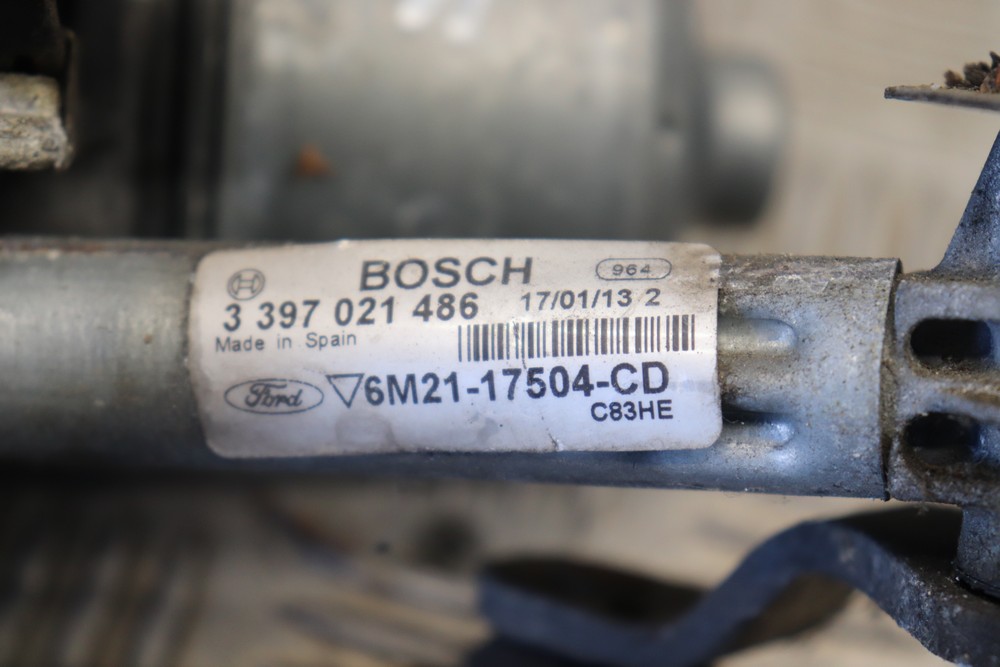 BOSCH 964
3 397 021 486 17/01/13 2
Made in Spain
Ford 6M21-17504-CD
C83HE